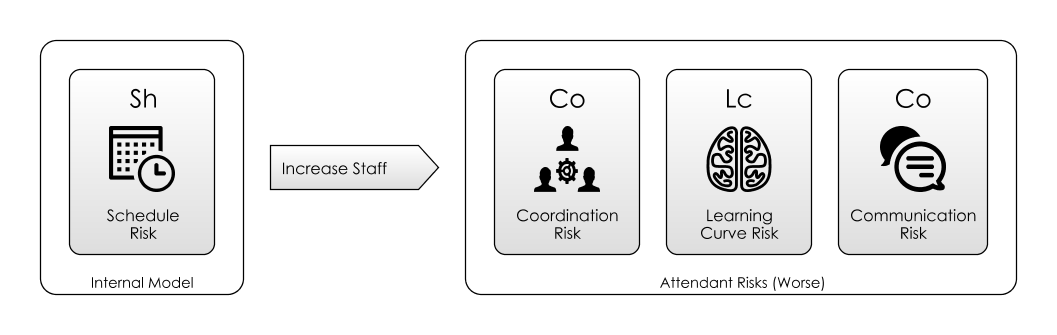 Sh
Schedule
Risk
Internal Model
Increase Staff
Co
Coordination
Risk
Lc
Learning
Curve Risk
Co
Communication
Risk
Attendant Risks (Worse)